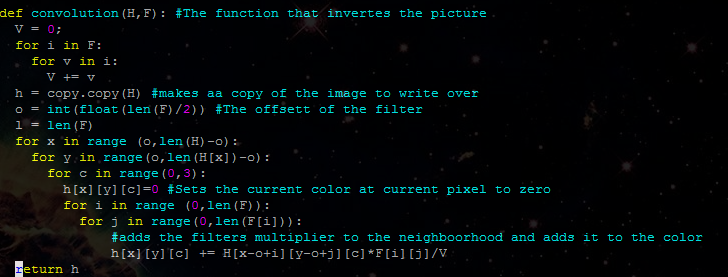 def convolution(H,F): #The function that invertes the picture
  V = 0;
  for i in F:
    for v in i:
      V += v
  h = copy.copy(H) #makes aa copy of the image to write over
  o = int(float(len(F)/2)) #The offsett of the filter
  l = len(F)
  for x in range (o,len(H)-o):
    for y in range(o,len(H[x])-o):
      for c in range(0,3):
        h[x][y][c]=0 #Sets the current color at current pixel to zero
        for i in range (0,len(F)):
          for j in range(0,len(F[i])):
              #adds the filters multiplier to the neighboorhood and adds it to the color
              h[x][y][c] += H[x-o+i][y-o+j][c]*F[i][j]/V
  return h